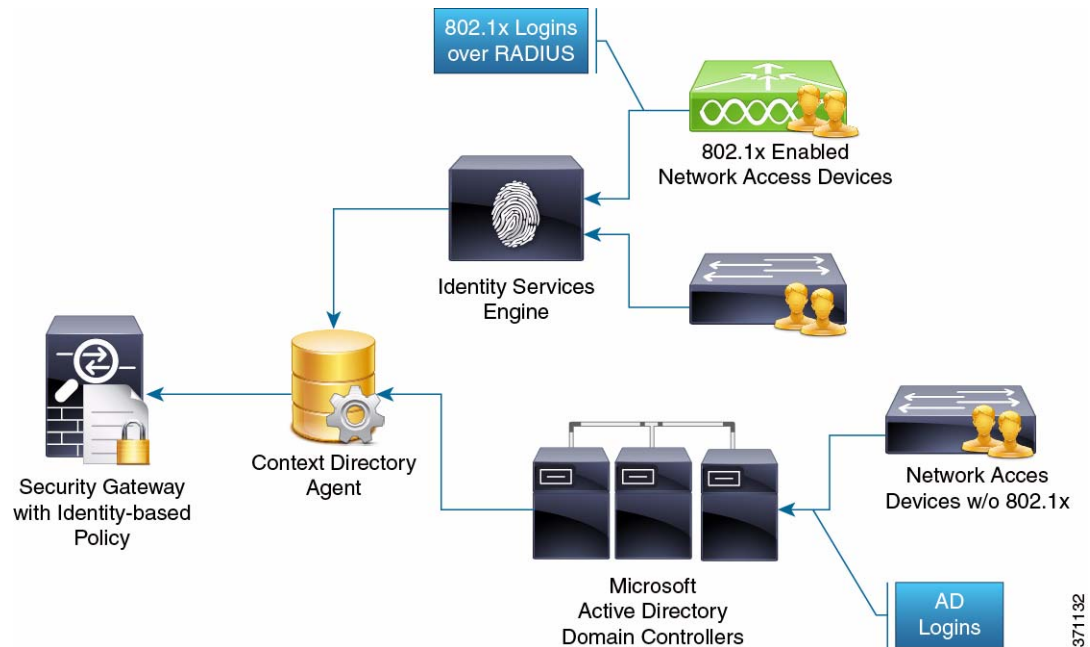 802.1x Logins
over RADIUS
802.1x Enabled
Network Access Devices
Identity Services
Engine
Security Gateway
with Identity-based
Policy
Context Directory
Agent
Network Acces
Devices w/o 802.1x
Microsoft
Active Directory
Domain Controllers
AD
Logins
371132